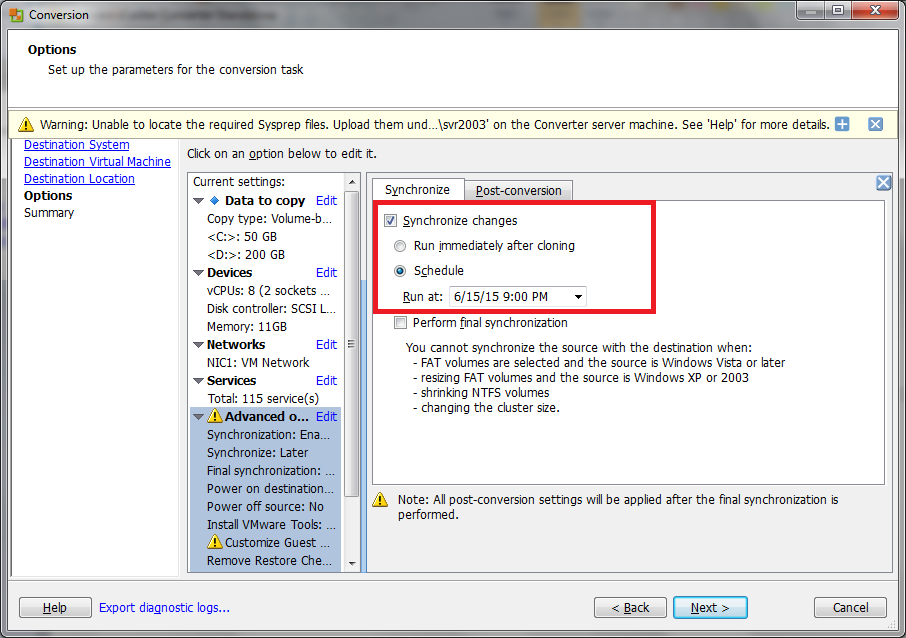 Conversion
Options
Set up the parameters for the conversion task
Warning: Unable to locate the required Sysprep files. Upload them und...\svr2003' on the Converter server machine. See 'Help' for more details.
Destination System
Destination Virtual Machine
Destination Location
Options
Summary
Click on an option below to edit it.
Current settings:
Data to copy Edit
Copy type: Volume-b...
<C:>: 50 GB
<D:>: 200 GB
Devices Edit
vCPUs: 8 (2 sockets ...
Disk controller: SCSI L...
Memory: 11GB
Networks Edit
NIC1: VM Network
Services Edit
Total: 115 service(s)
Advanced o... Edit
Synchronization: Ena...
Synchronize: Later
Final synchronization: ...
Power on destination...
Power off source: No
Install VMware Tools: ...
Customize Guest ...
Remove Restore Che...
Synchronize
Post-conversion
Synchronize changes
Run immediately after cloning
Schedule
Run at: 6/15/15 9:00 PM
Perform final synchronization
You cannot synchronize the source with the destination when:
- FAT volumes are selected and the source is Windows Vista or later
- resizing FAT volumes and the source is Windows XP or 2003
- shrinking NTFS volumes
- changing the cluster size.
Note: All post-conversion settings will be applied after the final synchronization is
performed.
Help
Export diagnostic logs...
< Back
Next >
Cancel